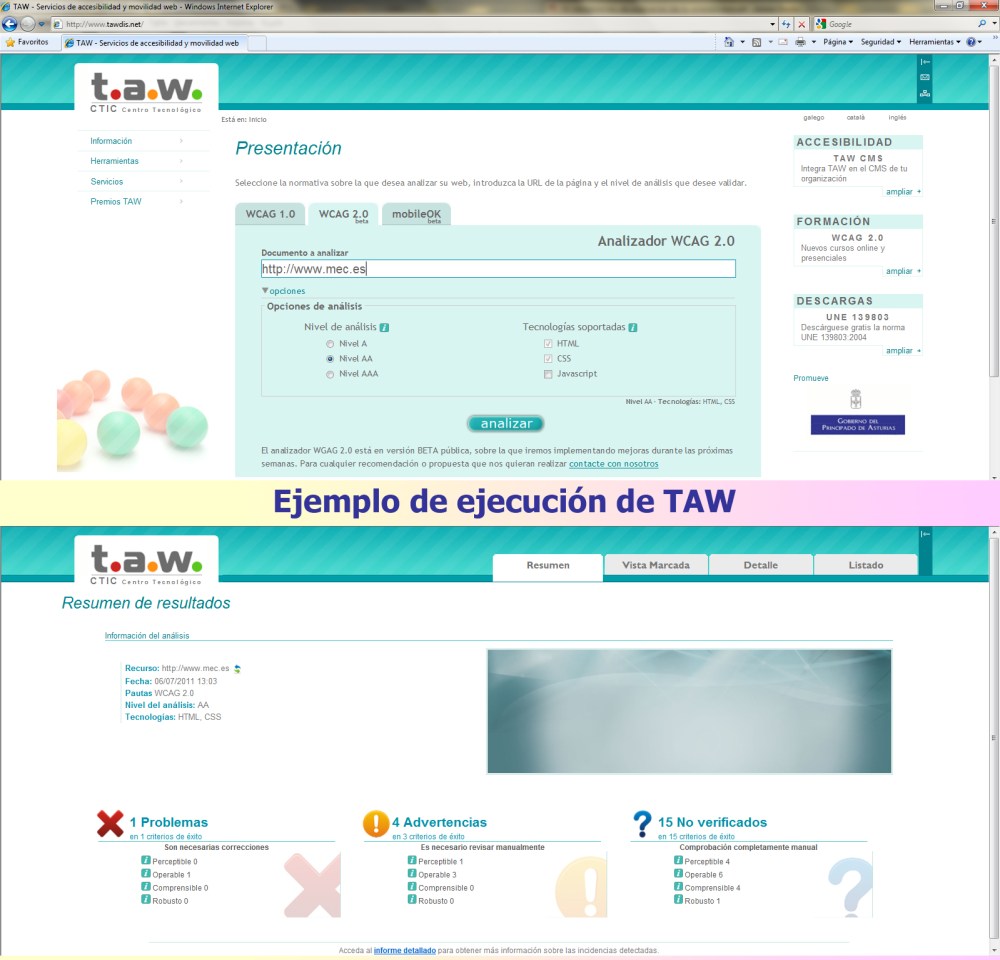 TAW - Servicios de accesibilidad y movilidad web - Windows Internet Explorer
http://www.tawdis.net/
Google
Favoritos
TAW - Servicios de accesibilidad y movilidad web
Página
Seguridad
Herramientas
t.a.w.
CTIC Centro Tecnológico
Está en: Inicio
galego català inglés
Información
Herramientas
Servicios
Premios TAW
Presentación
Seleccione la normativa sobre la que desea analizar su web, introduzca la URL de la página y el nivel de análisis que desee validar.
WCAG 1.0
WCAG 2.0 beta
mobileOK beta
Analizador WCAG 2.0
Documento a analizar
http://www.mec.es
opciones
Opciones de análisis
Nivel de análisis
Nivel A
Nivel AA
Nivel AAA
Tecnologías soportadas
HTML
CSS
Javascript
Nivel AA - Tecnologías: HTML, CSS
analizar
El analizador WGAG 2.0 está en versión BETA pública, sobre la que iremos implementando mejoras durante las próximas
semanas. Para cualquier recomendación o propuesta que nos quieran realizar contacte con nosotros
ACCESIBILIDAD
TAW CMS
Integra TAW en el CMS de tu
organización
ampliar +
FORMACIÓN
WCAG 2.0
Nuevos cursos online y
presenciales
ampliar +
DESCARGAS
UNE 139803
Descárguese gratis la norma
UNE 139803:2004
ampliar +
Promueve
GOBIERNO DEL
PRINCIPADO DE ASTURIAS
Ejemplo de ejecución de TAW
t.a.w.
CTIC Centro Tecnológico
Resumen
Vista Marcada
Detalle
Listado
Resumen de resultados
Información del análisis
Recurso: http://www.mec.es
Fecha: 06/07/2011 13:03
Pautas WCAG 2.0
Nivel del análisis: AA
Tecnologías: HTML, CSS
1 Problemas
en 1 criterios de éxito
Son necesarias correcciones
Perceptible 0
Operable 1
Comprensible 0
Robusto 0
4 Advertencias
en 3 criterios de éxito
Es necesario revisar manualmente
Perceptible 1
Operable 3
Comprensible 0
Robusto 0
15 No verificados
en 15 criterios de éxito
Comprobación completamente manual
Perceptible 4
Operable 6
Comprensible 4
Robusto 1
Acceda al informe detallado para obtener más información sobre las incidencias detectadas.